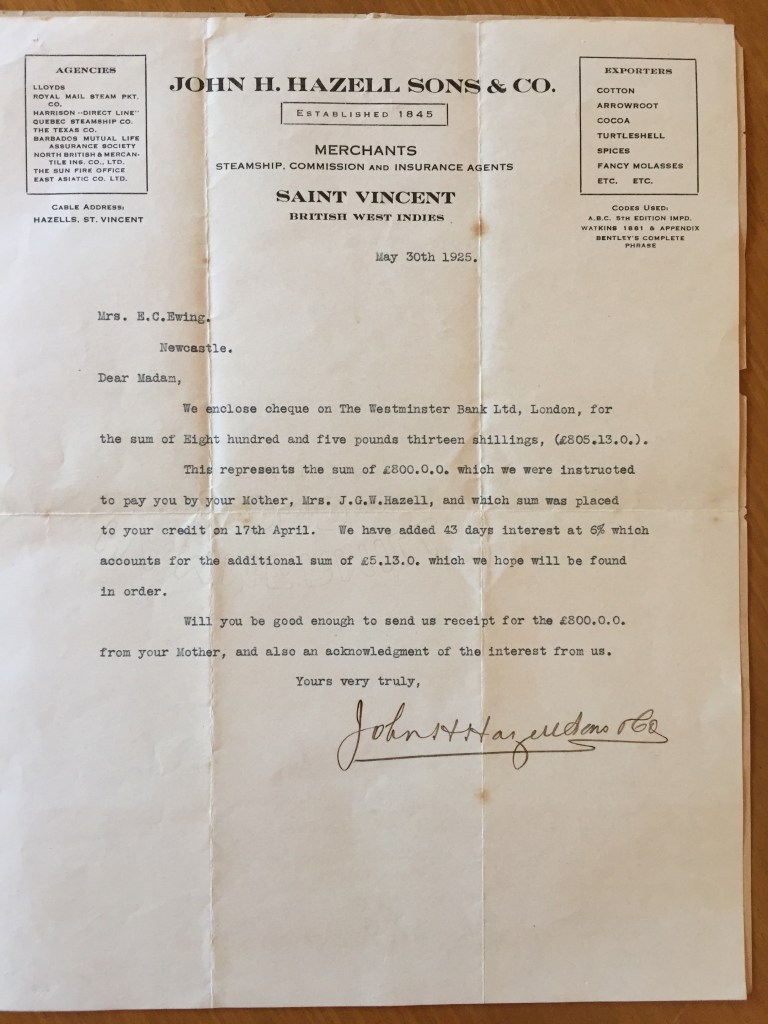 AGENCIES
LLOYDS
ROYAL MAIL STEAM PKT.
CO.
HARRISON "DIRECT LINE"
QUEBEC STEAMSHIP CO.
THE TEXAS CO.
BARBADOS MUTUAL LIFE
ASSURANCE SOCIETY
NORTH BRITISH & MERCAN-
TILE INS. CO., LTD.
THE SUN FIRE OFFICE
EAST ASIATIC CO. LTD.
CABLE ADDRESS:
HAZELLS, ST. VINCENT
JOHN H. HAZELL SONS & CO.
ESTABLISHED 1845
MERCHANTS
STEAMSHIP, COMMISSION AND INSURANCE AGENTS
SAINT VINCENT
BRITISH WEST INDIES
EXPORTERS
COTTON
ARROWROOT
COCOA
TURTLESHELL
SPICES
FANCY MOLASSES
ETC. ETC.
CODES USED:
A.B.C. 5TH EDITION IMPD.
WATKINS 1881 & APPENDIX
BENTLEY'S COMPLETE
PHRASE
May 30th 1925.
Mrs. E.C.Ewing.
Newcastle.
Dear Madam,
We enclose cheque on The Westminster Bank Ltd, London, for
the sum of Eight hundred and five pounds thirteen shillings, (£805.13.0.).
This represents the sum of £800.0.0. which we were instructed
to pay you by your Mother, Mrs. J.G.W.Hazell, and which sum was placed
to your credit on 17th April. We have added 43 days interest at 6% which
accounts for the additional sum of £5.13.0. which we hope will be found
in order.
Will you be good enough to send us receipt for the £800.0.0.
from your Mother, and also an acknowledgment of the interest from us.
Yours very truly,
John H Hazell Sons & Co